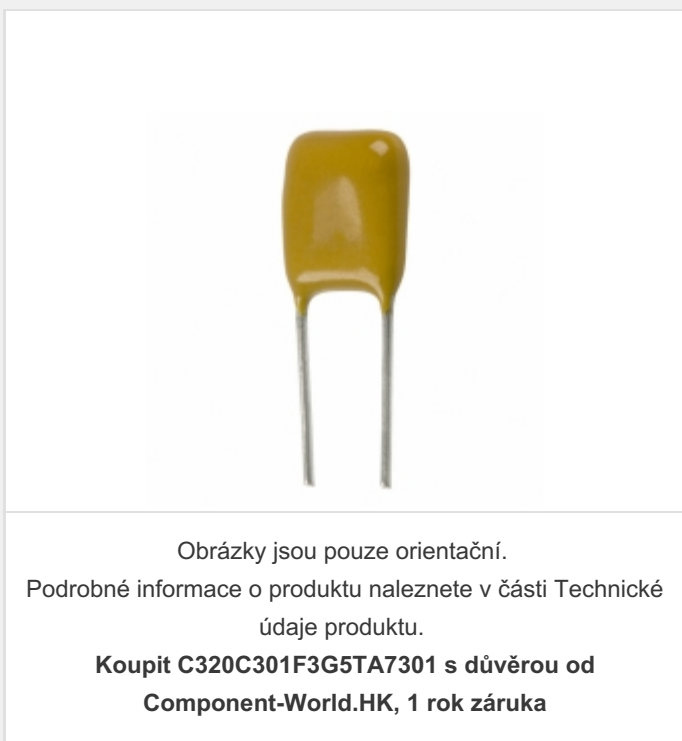 Obrázky jsou pouze orientační.
Podrobné informace o produktu naleznete v části Technické
údaje produktu.
Koupit C320C301F3G5TA7301 s důvěrou od
Component-World.HK, 1 rok záruka